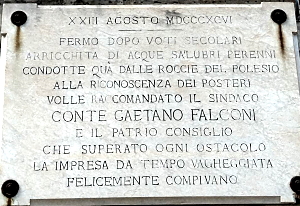 XXIII AGOSTO MDCCCXCVI
FERMO DOPO VOTI SECOLARI
ARRICCHITA DI ACQUE SALUBRI PERENNI
CONDOTTE QUA DALLE ROCCIE DEL POLESIO
ALLA RICONOSCENZA DEI POSTERI
VOLLE RACCOMANDATO IL SINDACO
CONTE GAETANO FALCONI
E IL PATRIO CONSIGLIO
CHE SUPERATO OGNI OSTACOLO
LA IMPRESA DA TEMPO VAGHEGGIATA
FELICEMENTE COMPIVANO